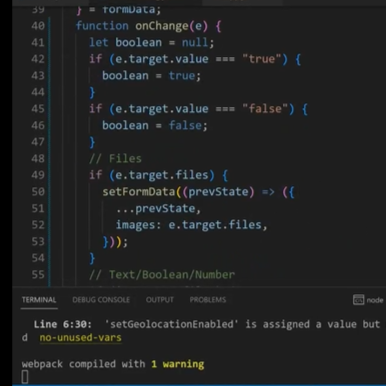 39 } = formData;
40 function onChange(e) {
41 let boolean = null;
42 if (e.target.value === "true") {
43 boolean = true;
44 }
45 if (e.target.value === "false") {
46 boolean = false;
47 }
48 // Files
49 if (e.target.files) {
50 setFormData((prevState) => ({
51 ...prevState,
52 images: e.target.files,
53 }));
54 }
55 // Text/Boolean/Number
TERMINAL DEBUG CONSOLE OUTPUT PROBLEMS node
Line 6:30: 'setGeolocationEnabled' is assigned a value but
d no-unused-vars
webpack compiled with 1 warning